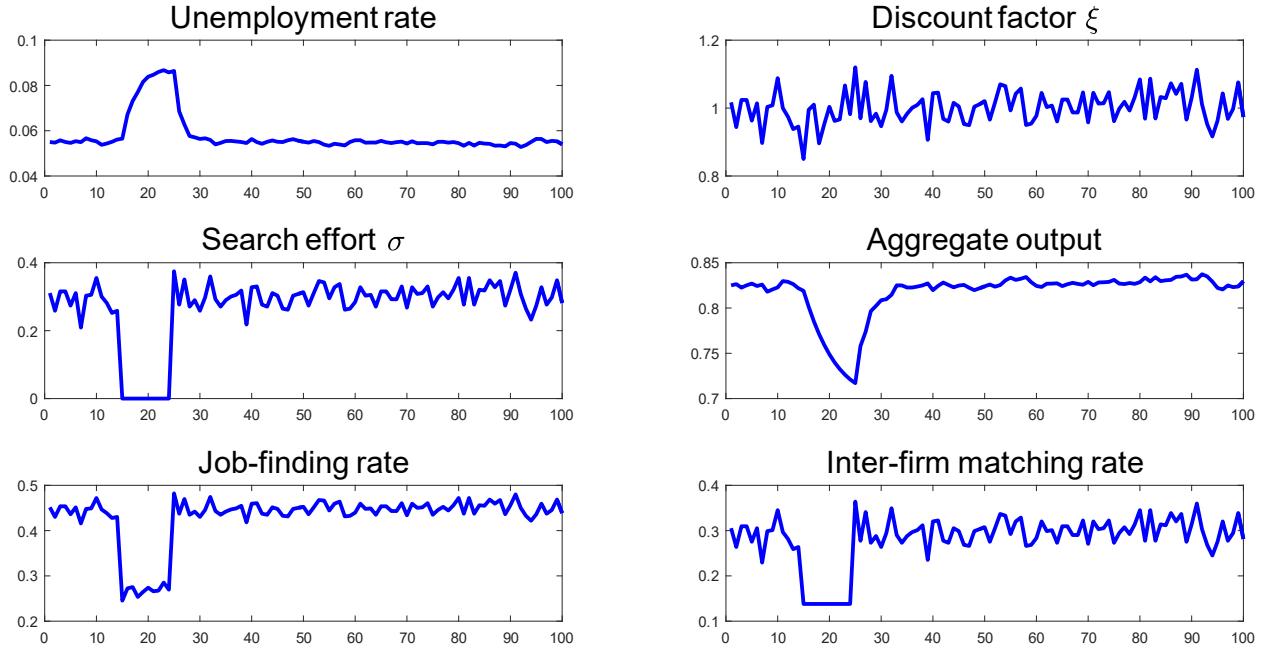 Unemployment rate
0.1
0.08
0.06
0.04
0 10 20 30 40 50 60 70 80 90 100
Discount factor ξ
1.2
1
0.8
0 10 20 30 40 50 60 70 80 90 100
Search effort σ
0.4
0.2
0
0 10 20 30 40 50 60 70 80 90 100
Aggregate output
0.85
0.8
0.75
0.7
0 10 20 30 40 50 60 70 80 90 100
Job-finding rate
0.5
0.4
0.3
0.2
0 10 20 30 40 50 60 70 80 90 100
Inter-firm matching rate
0.4
0.3
0.2
0.1
0 10 20 30 40 50 60 70 80 90 100